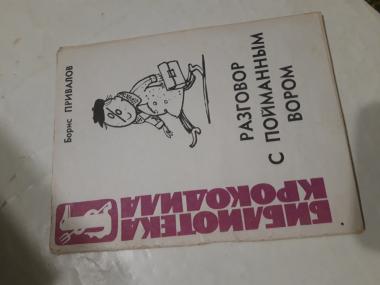 Борис ПРИВАЛОВ
РАЗГОВОР
С ПОЙМАННЫМ
ВОРОМ
БИБЛИОТЕКА
КРОКОДИЛА